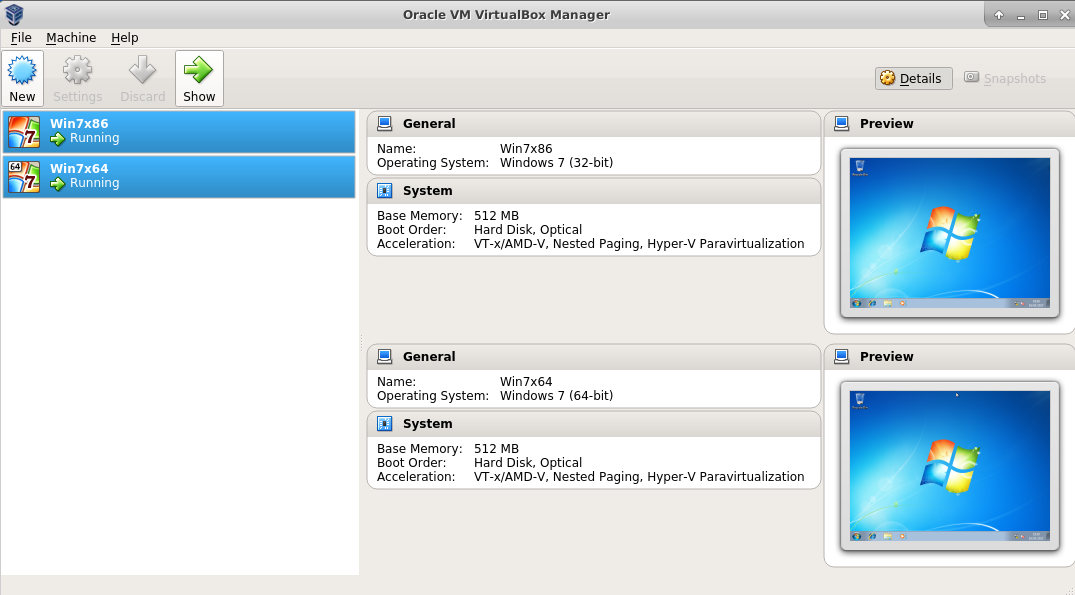 Oracle VM VirtualBox Manager
File Machine Help
New Settings Discard Show
Details Snapshots
Win7x86
Running
64
Win7x64
Running
General
Name: Win7x86
Operating System: Windows 7 (32-bit)
System
Base Memory: 512 MB
Boot Order: Hard Disk, Optical
Acceleration: VT-x/AMD-V, Nested Paging, Hyper-V Paravirtualization
Preview
General
Name: Win7x64
Operating System: Windows 7 (64-bit)
System
Base Memory: 512 MB
Boot Order: Hard Disk, Optical
Acceleration: VT-x/AMD-V, Nested Paging, Hyper-V Paravirtualization
Preview